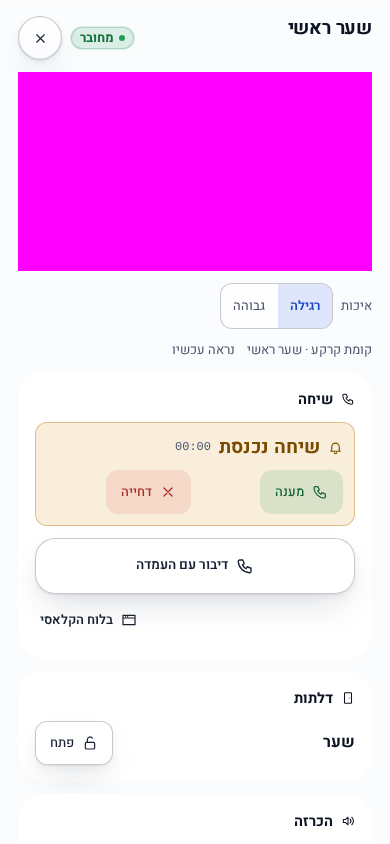 שער ראשי
מחובר
איכות רגילה גבוהה
קומת קרקע · שער ראשי נראה עכשיו
שיחה
שיחה נכנסת 00:00
מענה דחייה
דיבור עם העמדה
בלוח הקלאסי
דלתות
שער פתח
הכרזה